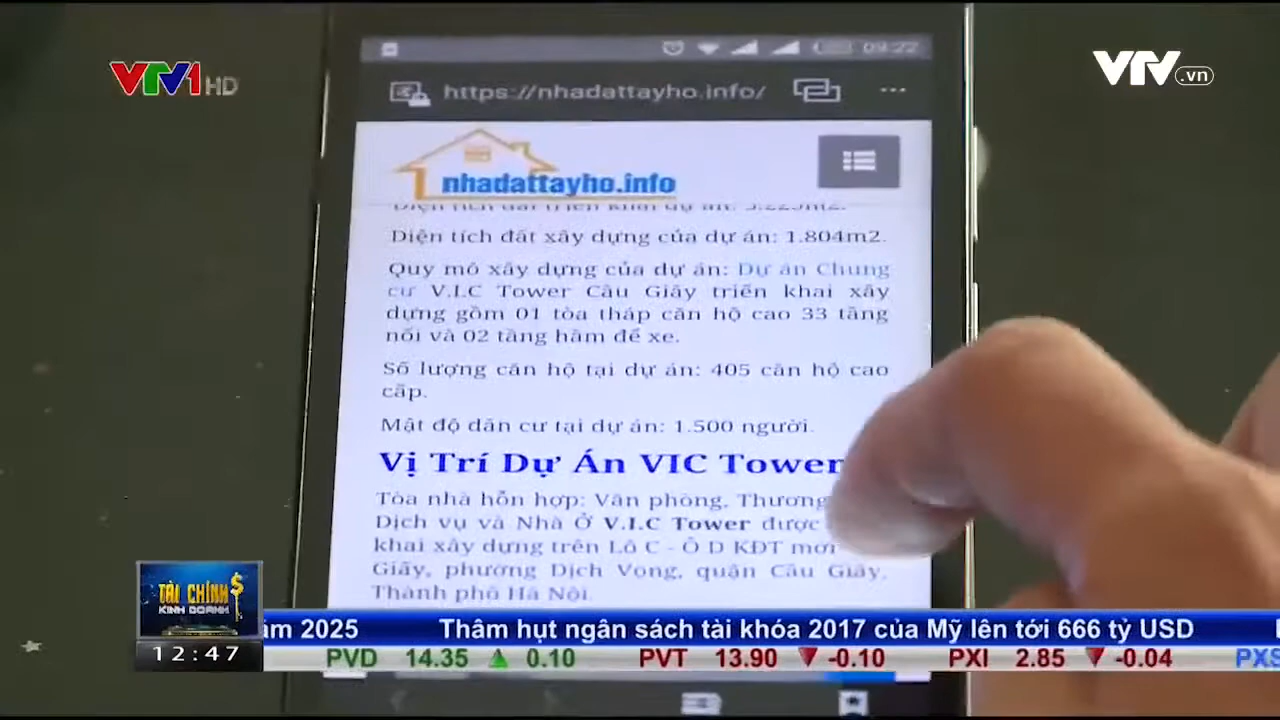 VTV1 HD
VTV.vn
09:22
https://nhadattayho.info/
nhadattayho.info
Diện tích đất xây dựng của dự án: 1.804m2.
Quy mô xây dựng của dự án: Dự án Chung
cư V.I.C Tower Cầu Giấy triển khai xây
dựng gồm 01 tòa tháp căn hộ cao 33 tầng
nổi và 02 tầng hầm để xe.
Số lượng căn hộ tại dự án: 405 căn hộ cao
cấp.
Mật độ dân cư tại dự án: 1.500 người.
Vị Trí Dự Án VIC Tower
Tòa nhà hỗn hợp: Văn phòng, Thương
Dịch vụ và Nhà Ở V.I.C Tower được
khai xây dựng trên Lô C - Ô D KĐT mới
Giấy, phường Dịch Vọng, quận Cầu Giấy,
Thành phố Hà Nội.
TÀI CHÍNH
KINH DOANH
2025 Thâm hụt ngân sách tài khóa 2017 của Mỹ lên tới 666 tỷ USD
12:47
PVD 14.35 ▲ 0.10 PVT 13.90 ▼ -0.10 PXI 2.85 ▼ -0.04 PXS